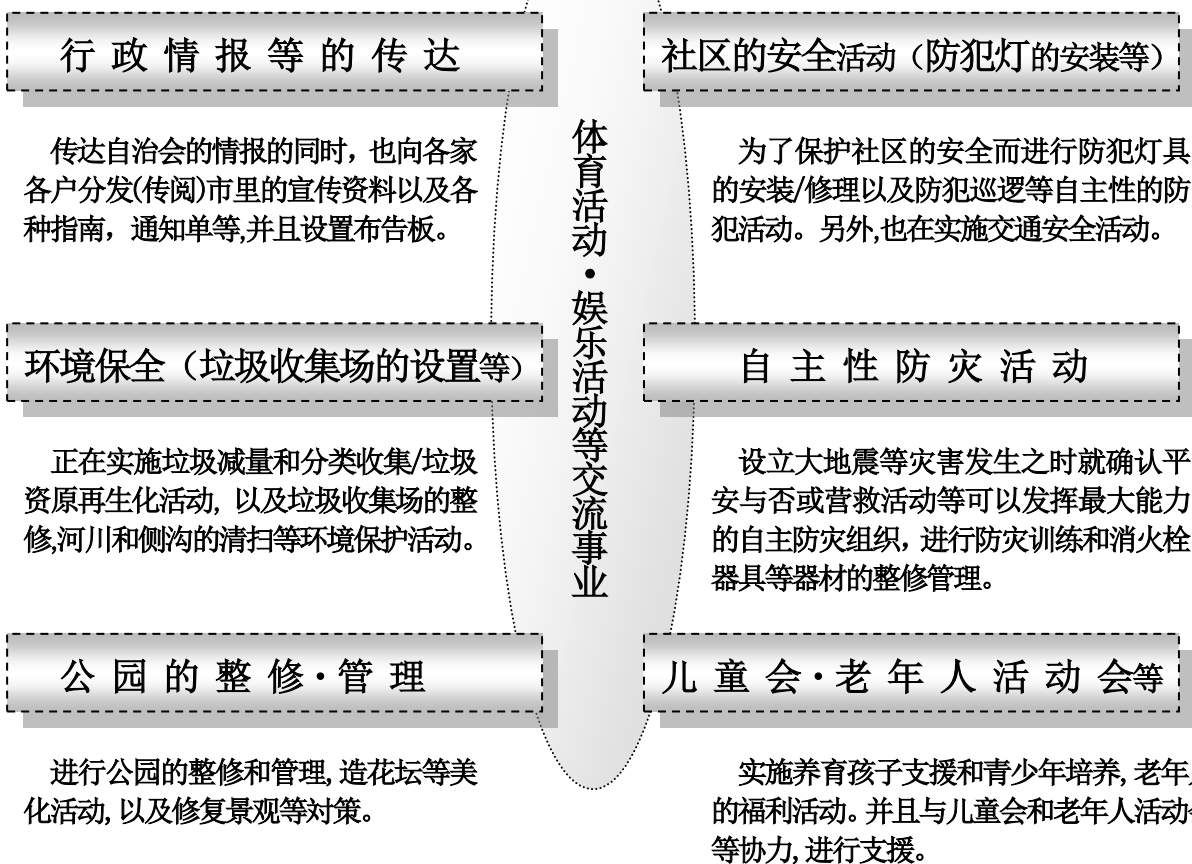 行政情报等的传达
传达自治会的情报的同时，也向各家
各户分发(传阅)市里的宣传资料以及各
种指南，通知单等,并且设置布告板。
环境保全（垃圾收集场的设置等）
正在实施垃圾减量和分类收集/垃圾
资原再生化活动, 以及垃圾收集场的整
修,河川和侧沟的清扫等环境保护活动。
公园的整修·管理
进行公园的整修和管理, 造花坛等美
化活动, 以及修复景观等对策。
体育活动·娱乐活动等交流事业
社区的安全活动（防犯灯的安装等）
为了保护社区的安全而进行防犯灯具
的安装/修理以及防犯巡逻等自主性的防
犯活动。另外,也在实施交通安全活动。
自主性防灾活动
设立大地震等灾害发生之时就确认平
安与否或营救活动等可以发挥最大能力
的自主防灾组织，进行防灾训练和消火栓
器具等器材的整修管理。
儿童会·老年人活动会等
实施养育孩子支援和青少年培养, 老年人
的福利活动。并且与儿童会和老年人活动会
等协力, 进行支援。